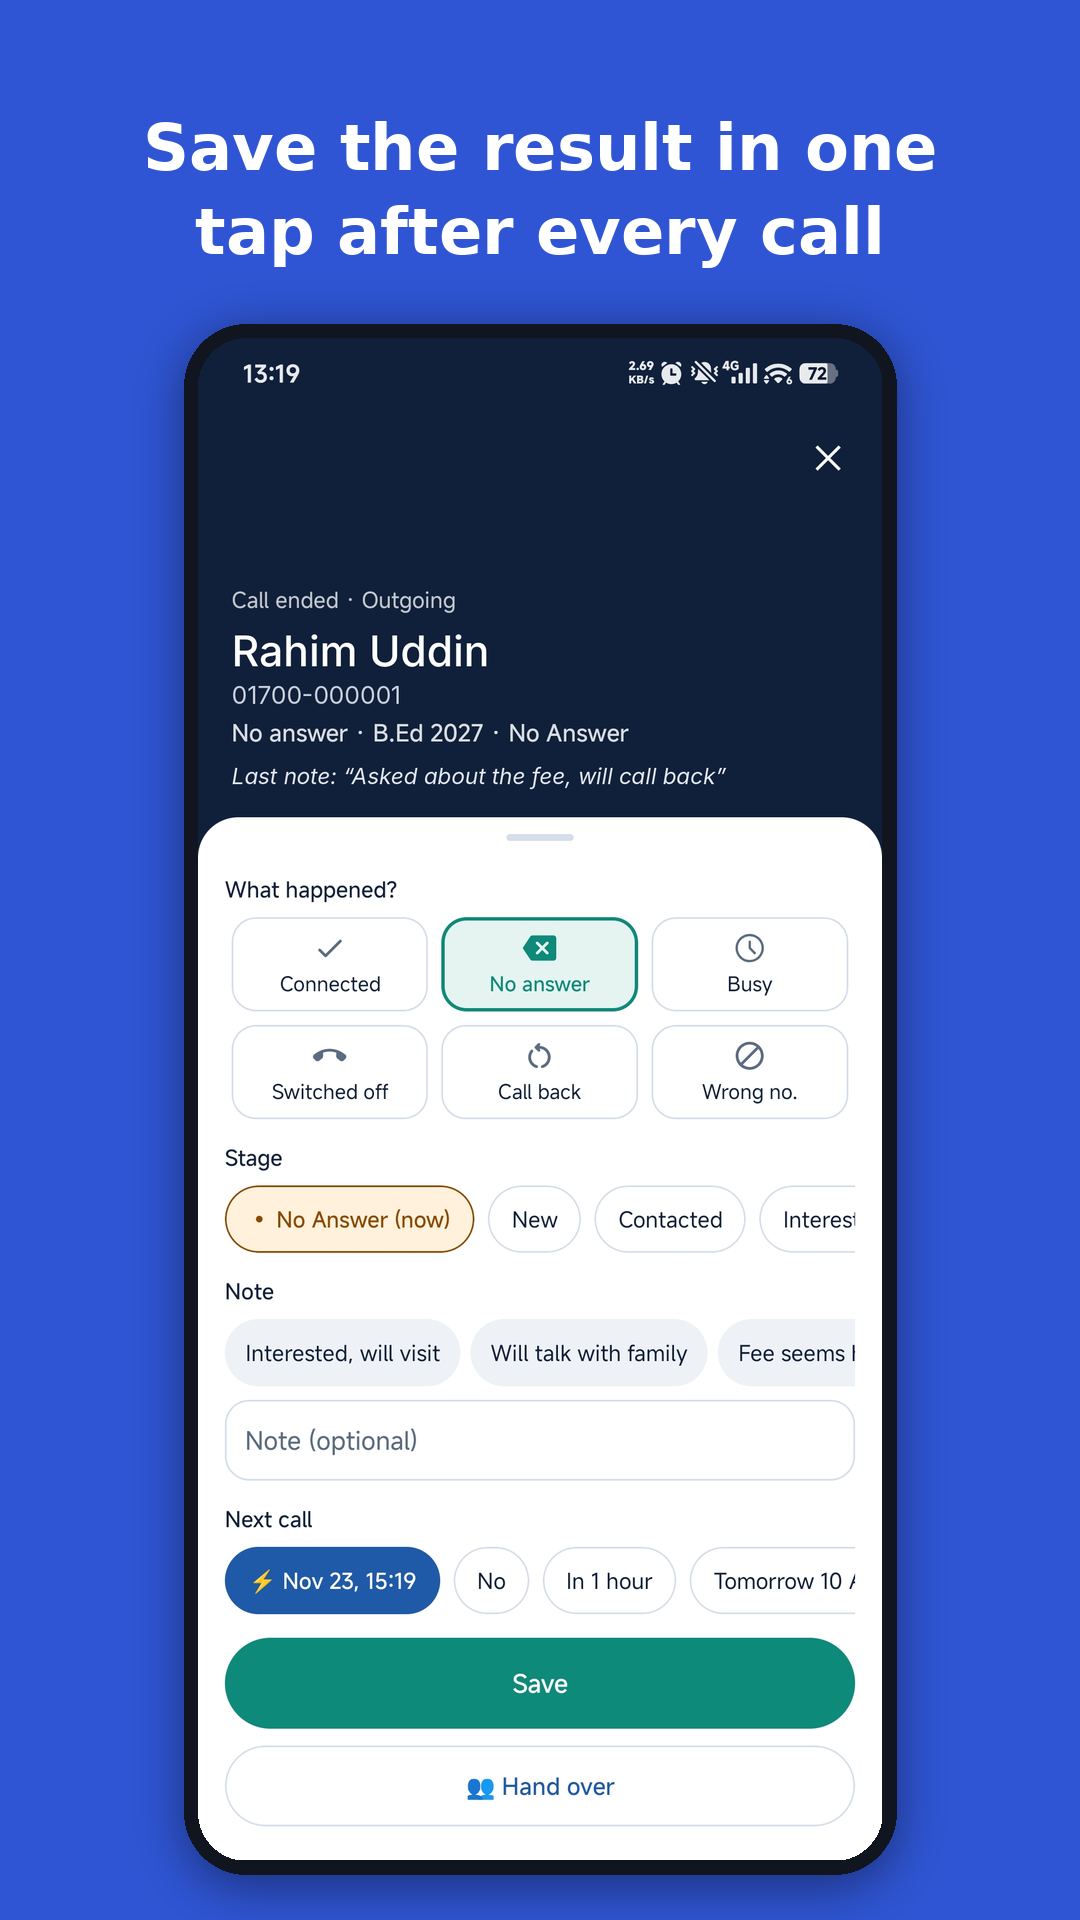 Save the result in one
tap after every call
13:19
2.69
KB/s
4G
6
72
Call ended · Outgoing
Rahim Uddin
01700-000001
No answer · B.Ed 2027 · No Answer
Last note: “Asked about the fee, will call back”
What happened?
Connected
No answer
Busy
Switched off
Call back
Wrong no.
Stage
• No Answer (now)
New
Contacted
Interest
Note
Interested, will visit
Will talk with family
Fee seems
Note (optional)
Next call
⚡ Nov 23, 15:19
No
In 1 hour
Tomorrow 10
Save
👥 Hand over